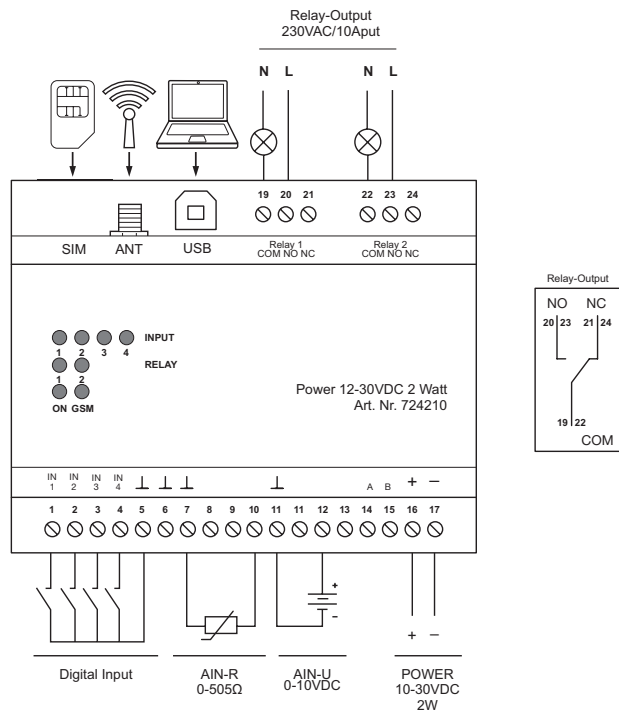 Relay-Output
230VAC/10Aput
N L N L
19 20 21 22 23 24
SIM ANT USB
Relay 1
COM NO NC
Relay 2
COM NO NC
INPUT
1 2 3 4
RELAY
1 2
ON GSM
Power 12-30VDC 2 Watt
Art. Nr. 724210
IN 1 IN 2 IN 3 IN 4 A B + −
1 2 3 4 5 6 7 8 9 10 11 11 12 13 14 15 16 17
+
−
+ −
Digital Input
AIN-R
0-505Ω
AIN-U
0-10VDC
POWER
10-30VDC
2W
Relay-Output
NO NC
20 23 21 24
19 22
COM